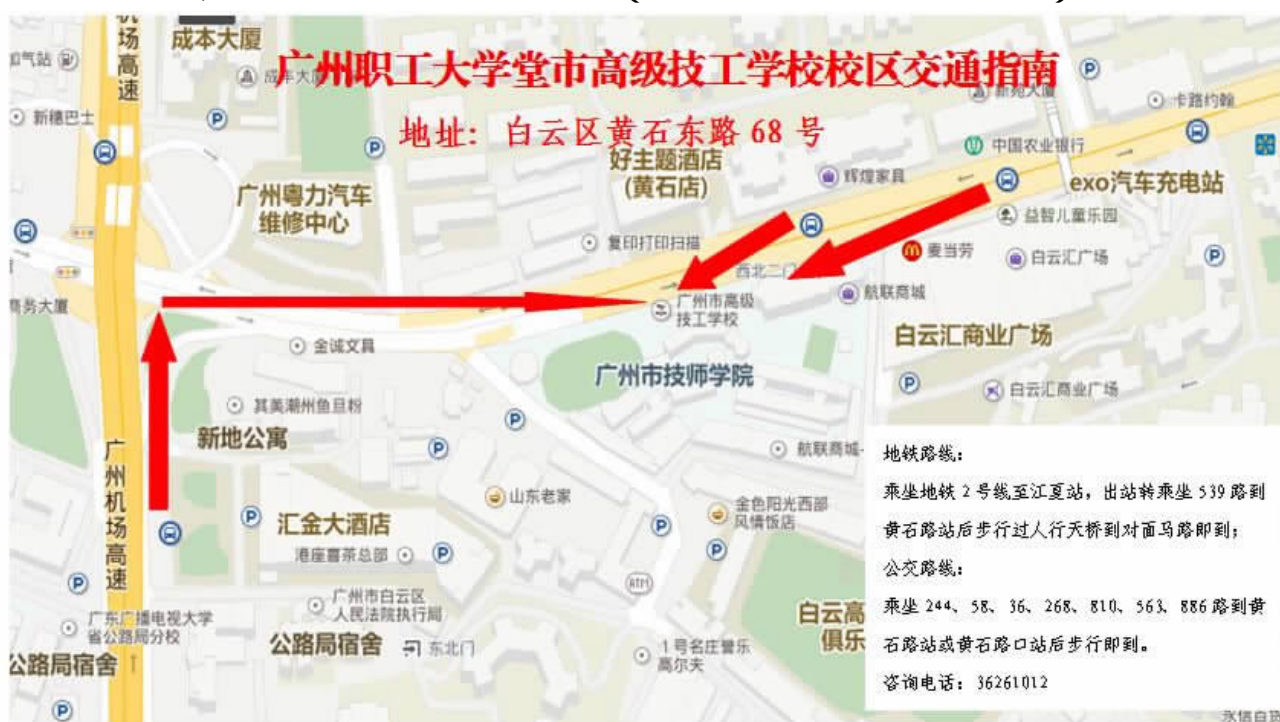 成本大厦
场高速
广州职工大学堂市高级技工学校校区交通指南
新穗巴士
卡路约翰
地址：白云区黄石东路 68 号
中国农业银行
好主题酒店
(黄石店)
辉煌家具
exo汽车充电站
广州粤力汽车
维修中心
益智儿童乐园
复印打印扫描
麦当劳
白云汇广场
西北二门
商务大厦
广州市高级
技工学校
航联商城
金诚文具
白云汇商业广场
广州市技师学院
白云汇商业广场
其美潮州鱼旦粉
新地公寓
航联商城
广州机场高速
山东老家
金色阳光西部
风情饭店
汇金大酒店
港座喜茶总部
ATM
广州市白云区
人民法院执行局
广东广播电视大学
省公路局分校
公路局宿舍
公路局宿舍
东北门
1号名庄管乐
高尔夫
白云高
俱乐
地铁路线：
乘坐地铁 2 号线至江夏站，出站转乘坐 539 路到
黄石路站后步行过人行天桥到对面马路即到；
公交路线：
乘坐 244、58、36、268、810、563、886 路到黄
石路站或黄石路口站后步行即到。
咨询电话：36261012